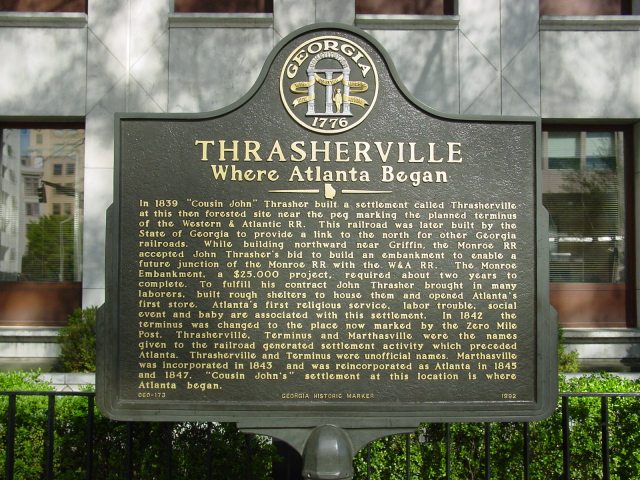 GEORGIA
1776
THRASHERVILLE
Where Atlanta Began
In 1839 "Cousin John" Thrasher built a settlement called Thrasherville
at this then forested site near the peg marking the planned terminus
of the Western & Atlantic RR. This railroad was later built by the
State of Georgia to provide a link to the north for other Georgia
railroads. While building northward near Griffin, the Monroe RR
accepted John Thrasher's bid to build an embankment to enable a
future junction of the Monroe RR with the W&A RR. The Monroe
Embankment, a $25,000 project, required about two years to
complete. To fulfill his contract John Thrasher brought in many
laborers, built rough shelters to house them and opened Atlanta's
first store. Atlanta's first religious service, labor trouble, social
event and baby are associated with this settlement. In 1842 the
terminus was changed to the place now marked by the Zero Mile
Post. Thrasherville, Terminus and Marthasville were the names
given to the railroad generated settlement activity which preceded
Atlanta. Thrasherville and Terminus were unofficial names. Marthasville
was incorporated in 1843 and was reincorporated as Atlanta in 1845
and 1847. "Cousin John's" settlement at this location is where
Atlanta began.
060-173 GEORGIA HISTORIC MARKER 1992